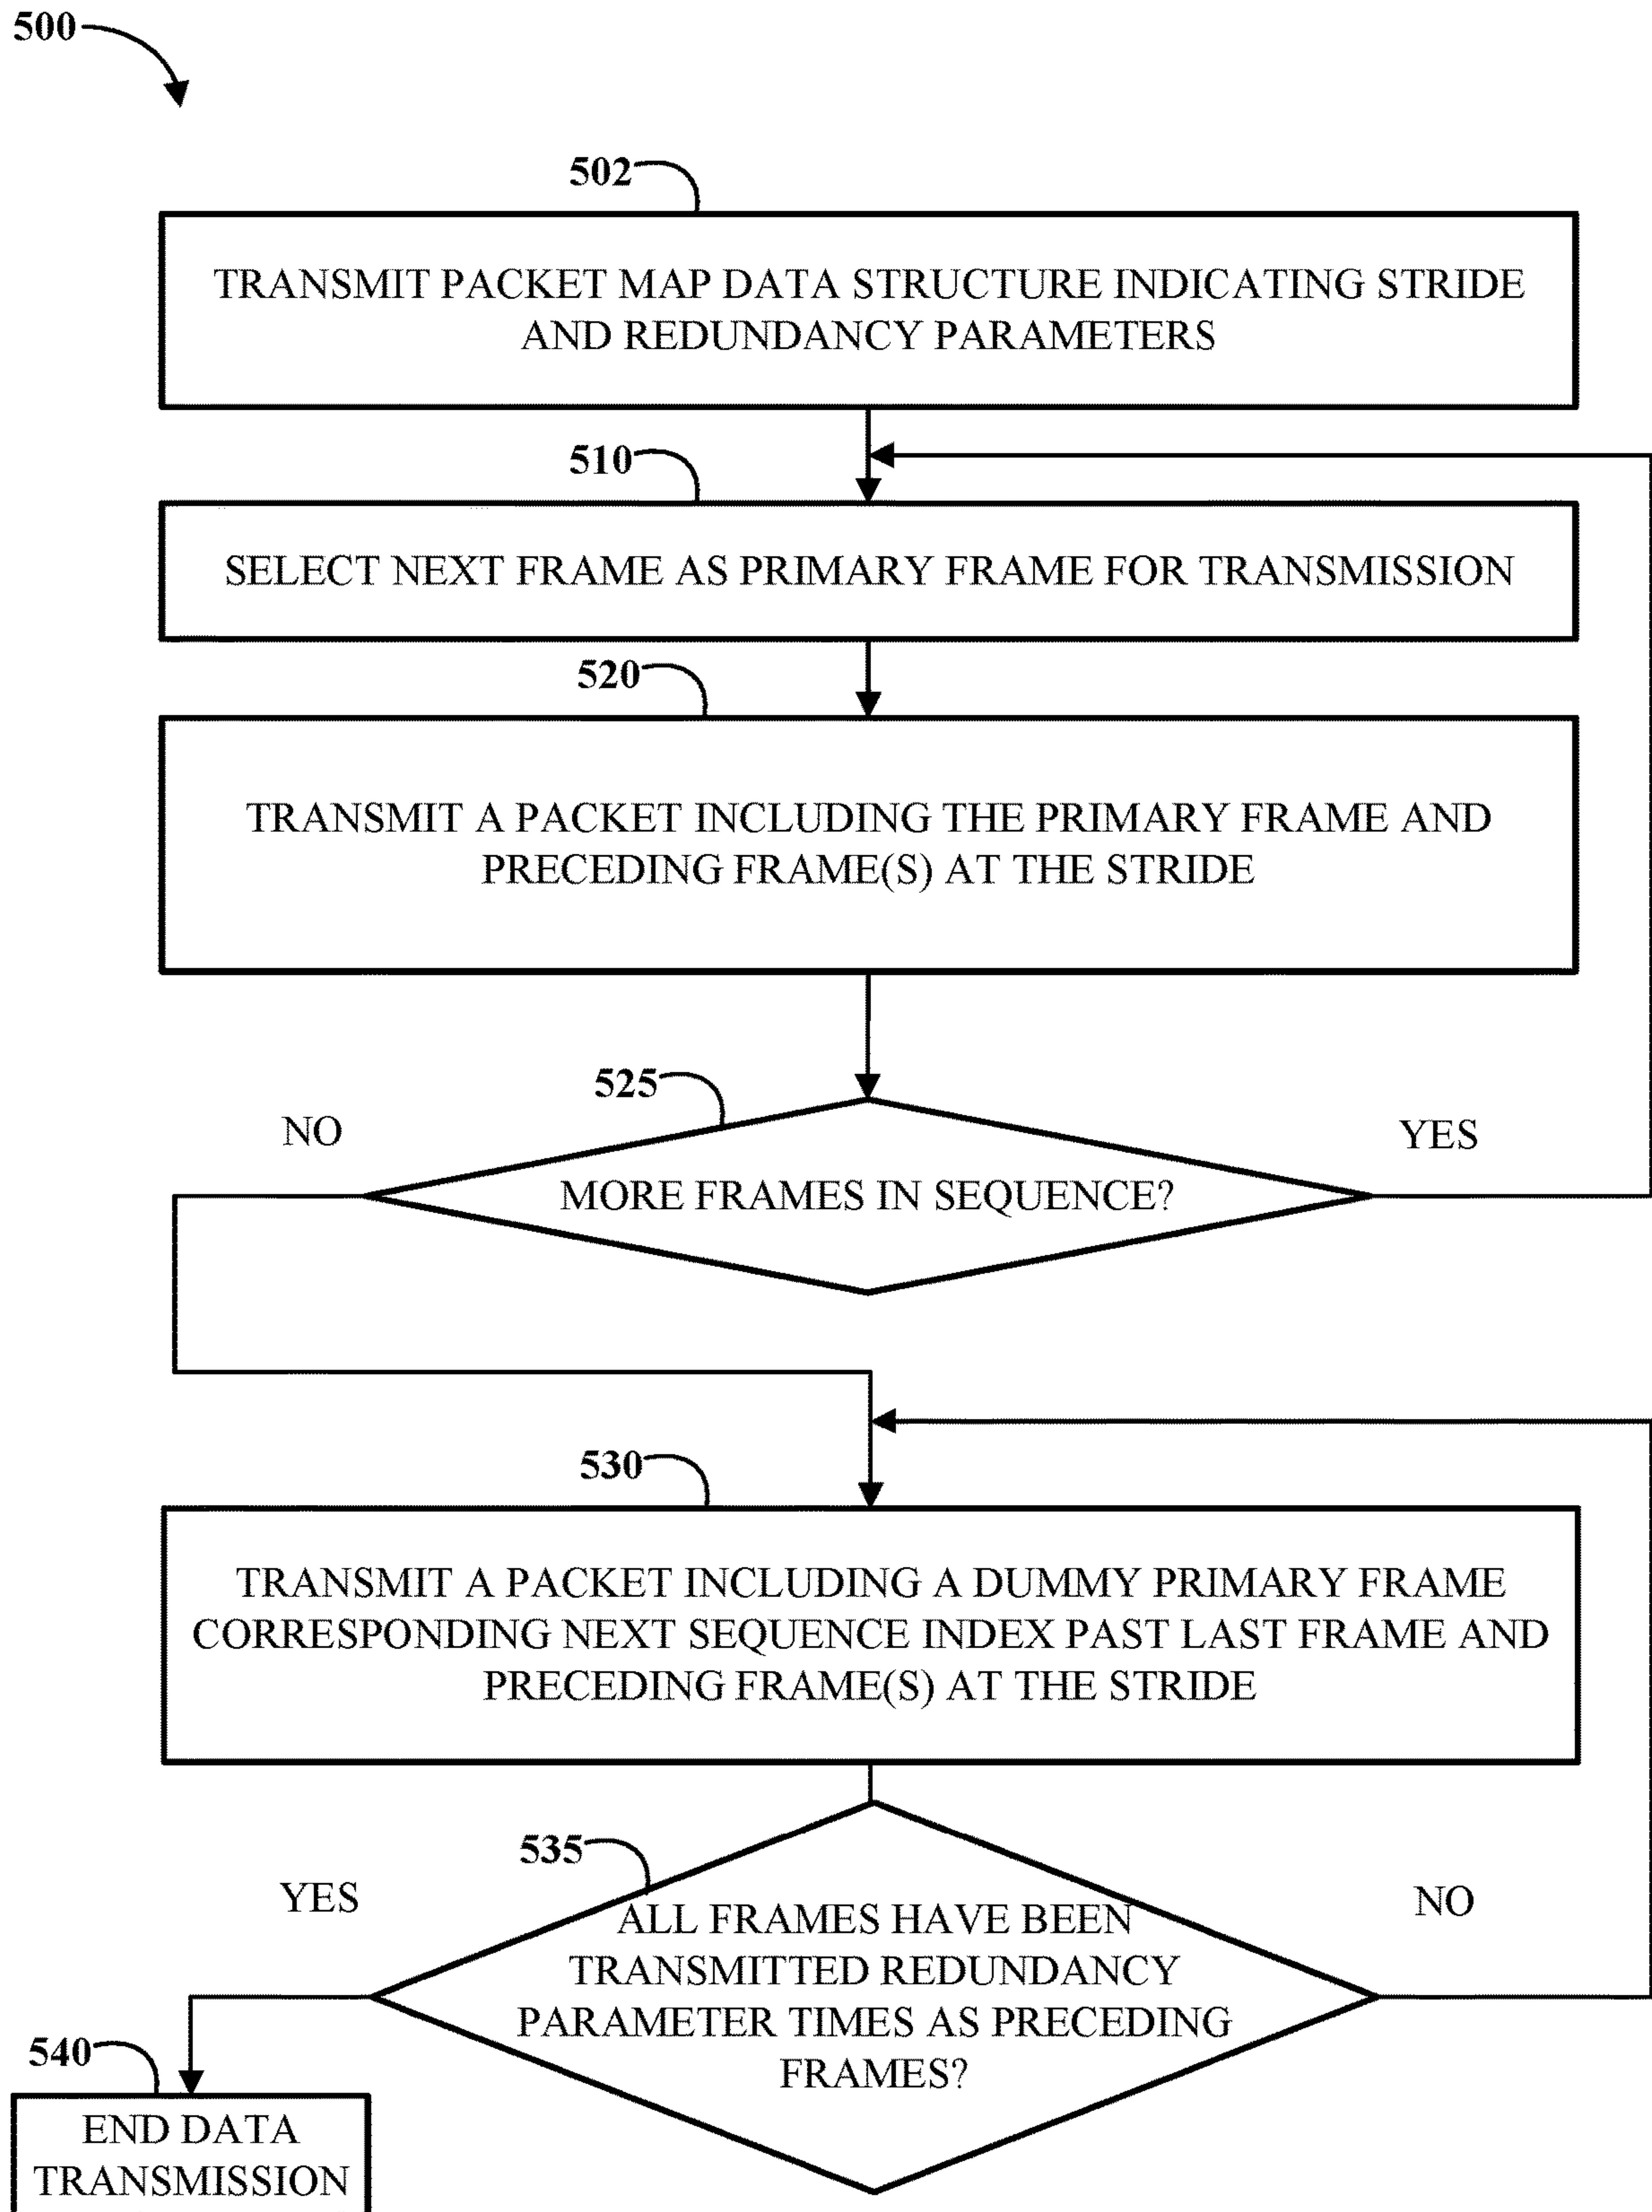 500
502
TRANSMIT PACKET MAP DATA STRUCTURE INDICATING STRIDE
AND REDUNDANCY PARAMETERS
510
SELECT NEXT FRAME AS PRIMARY FRAME FOR TRANSMISSION
520
TRANSMIT A PACKET INCLUDING THE PRIMARY FRAME AND
PRECEDING FRAME(S) AT THE STRIDE
525
NO
YES
MORE FRAMES IN SEQUENCE?
530
TRANSMIT A PACKET INCLUDING A DUMMY PRIMARY FRAME
CORRESPONDING NEXT SEQUENCE INDEX PAST LAST FRAME AND
PRECEDING FRAME(S) AT THE STRIDE
535
YES
NO
ALL FRAMES HAVE BEEN
TRANSMITTED REDUNDANCY
PARAMETER TIMES AS PRECEDING
FRAMES?
540
END DATA
TRANSMISSION